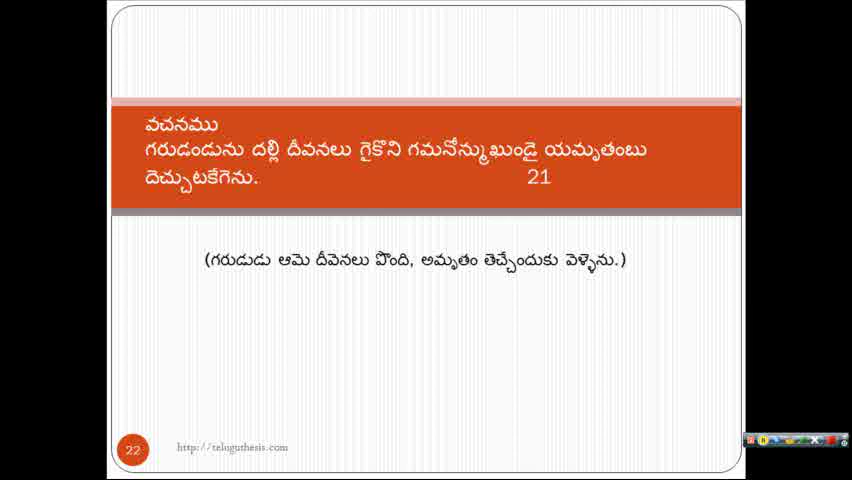 వచనము
గరుడండును దల్లి దీవనలు గైకొని గమనోన్ముఖుండై యమృతంబు
దెచ్చుటకేగెను. 21
(గరుడుడు ఆమె దీవెనలు పొంది, అమృతం తెచ్చేందుకు వెళ్ళెను.)
22 http://teluguthesis.com